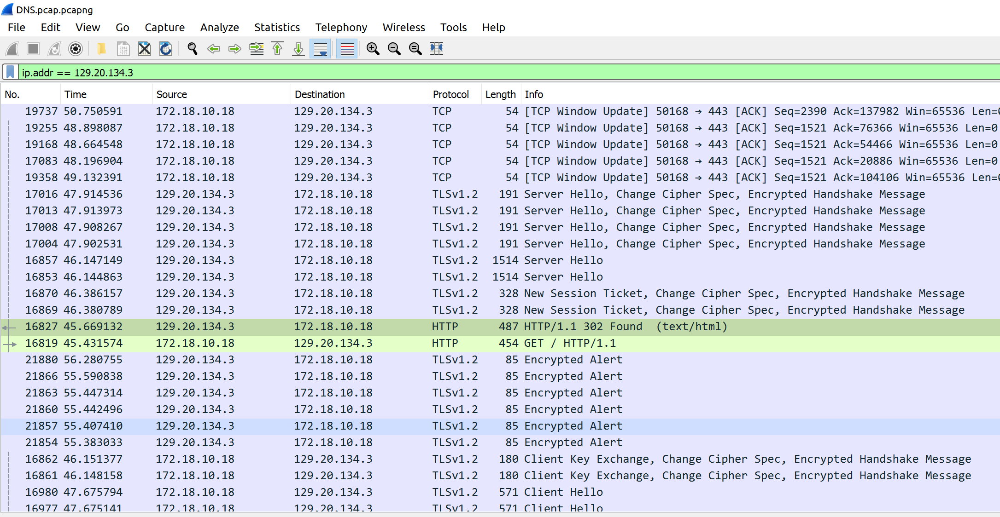 DNS.pcap.pcapng
File Edit View Go Capture Analyze Statistics Telephony Wireless Tools Help
ip.addr == 129.20.134.3
No. Time Source Destination Protocol Length Info
19737 50.750591 172.18.10.18 129.20.134.3 TCP 54 [TCP Window Update] 50168 → 443 [ACK] Seq=2390 Ack=137982 Win=65536 Len=0
19255 48.898087 172.18.10.18 129.20.134.3 TCP 54 [TCP Window Update] 50168 → 443 [ACK] Seq=1521 Ack=76366 Win=65536 Len=0
19168 48.664548 172.18.10.18 129.20.134.3 TCP 54 [TCP Window Update] 50168 → 443 [ACK] Seq=1521 Ack=54466 Win=65536 Len=0
17083 48.196904 172.18.10.18 129.20.134.3 TCP 54 [TCP Window Update] 50168 → 443 [ACK] Seq=1521 Ack=20886 Win=65536 Len=0
19358 49.132391 172.18.10.18 129.20.134.3 TCP 54 [TCP Window Update] 50168 → 443 [ACK] Seq=1521 Ack=104106 Win=65536 Len=0
17016 47.914536 129.20.134.3 172.18.10.18 TLSv1.2 191 Server Hello, Change Cipher Spec, Encrypted Handshake Message
17013 47.913973 129.20.134.3 172.18.10.18 TLSv1.2 191 Server Hello, Change Cipher Spec, Encrypted Handshake Message
17008 47.908267 129.20.134.3 172.18.10.18 TLSv1.2 191 Server Hello, Change Cipher Spec, Encrypted Handshake Message
17004 47.902531 129.20.134.3 172.18.10.18 TLSv1.2 191 Server Hello, Change Cipher Spec, Encrypted Handshake Message
16857 46.147149 129.20.134.3 172.18.10.18 TLSv1.2 1514 Server Hello
16853 46.144863 129.20.134.3 172.18.10.18 TLSv1.2 1514 Server Hello
16870 46.386157 129.20.134.3 172.18.10.18 TLSv1.2 328 New Session Ticket, Change Cipher Spec, Encrypted Handshake Message
16869 46.380789 129.20.134.3 172.18.10.18 TLSv1.2 328 New Session Ticket, Change Cipher Spec, Encrypted Handshake Message
16827 45.669132 129.20.134.3 172.18.10.18 HTTP 487 HTTP/1.1 302 Found (text/html)
16819 45.431574 172.18.10.18 129.20.134.3 HTTP 454 GET / HTTP/1.1
21880 56.280755 129.20.134.3 172.18.10.18 TLSv1.2 85 Encrypted Alert
21866 55.590838 129.20.134.3 172.18.10.18 TLSv1.2 85 Encrypted Alert
21863 55.447314 129.20.134.3 172.18.10.18 TLSv1.2 85 Encrypted Alert
21860 55.442496 129.20.134.3 172.18.10.18 TLSv1.2 85 Encrypted Alert
21857 55.407410 129.20.134.3 172.18.10.18 TLSv1.2 85 Encrypted Alert
21854 55.383033 129.20.134.3 172.18.10.18 TLSv1.2 85 Encrypted Alert
16862 46.151377 172.18.10.18 129.20.134.3 TLSv1.2 180 Client Key Exchange, Change Cipher Spec, Encrypted Handshake Message
16861 46.148158 172.18.10.18 129.20.134.3 TLSv1.2 180 Client Key Exchange, Change Cipher Spec, Encrypted Handshake Message
16980 47.675794 172.18.10.18 129.20.134.3 TLSv1.2 571 Client Hello
16977 47.675141 172.18.10.18 129.20.134.3 TLSv1.2 571 Client Hello